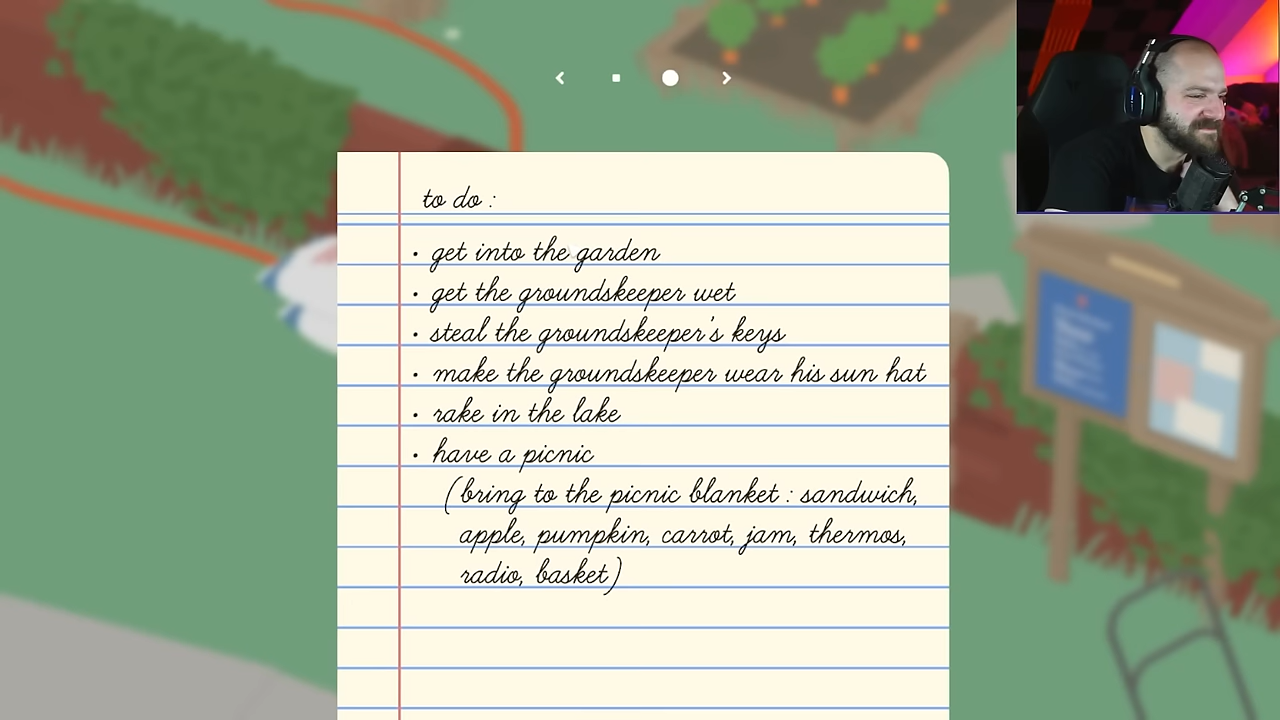 to do :
• get into the garden
• get the groundskeeper wet
• steal the groundskeeper's keys
• make the groundskeeper wear his sun hat
• rake in the lake
• have a picnic
(bring to the picnic blanket : sandwich,
apple, pumpkin, carrot, jam, thermos,
radio, basket)